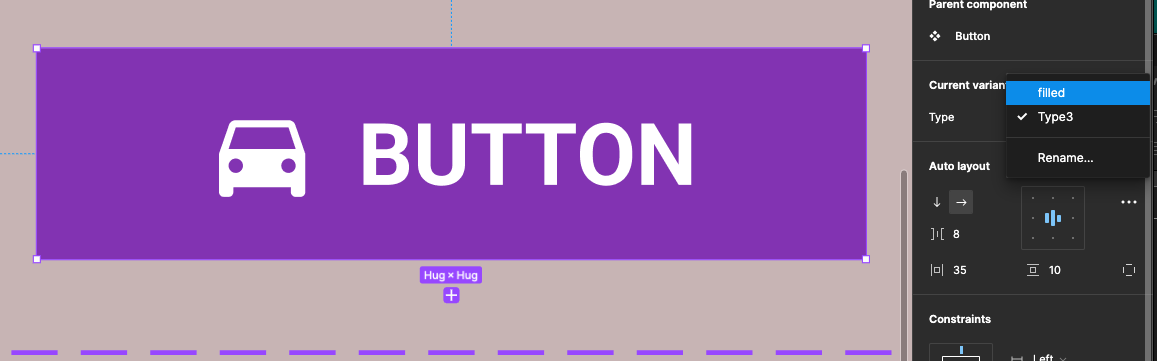 Parent component
Button
Current varian
filled
Type
Type3
Rename...
Auto layout
8
35
10
Constraints
Left
BUTTON
Hug × Hug